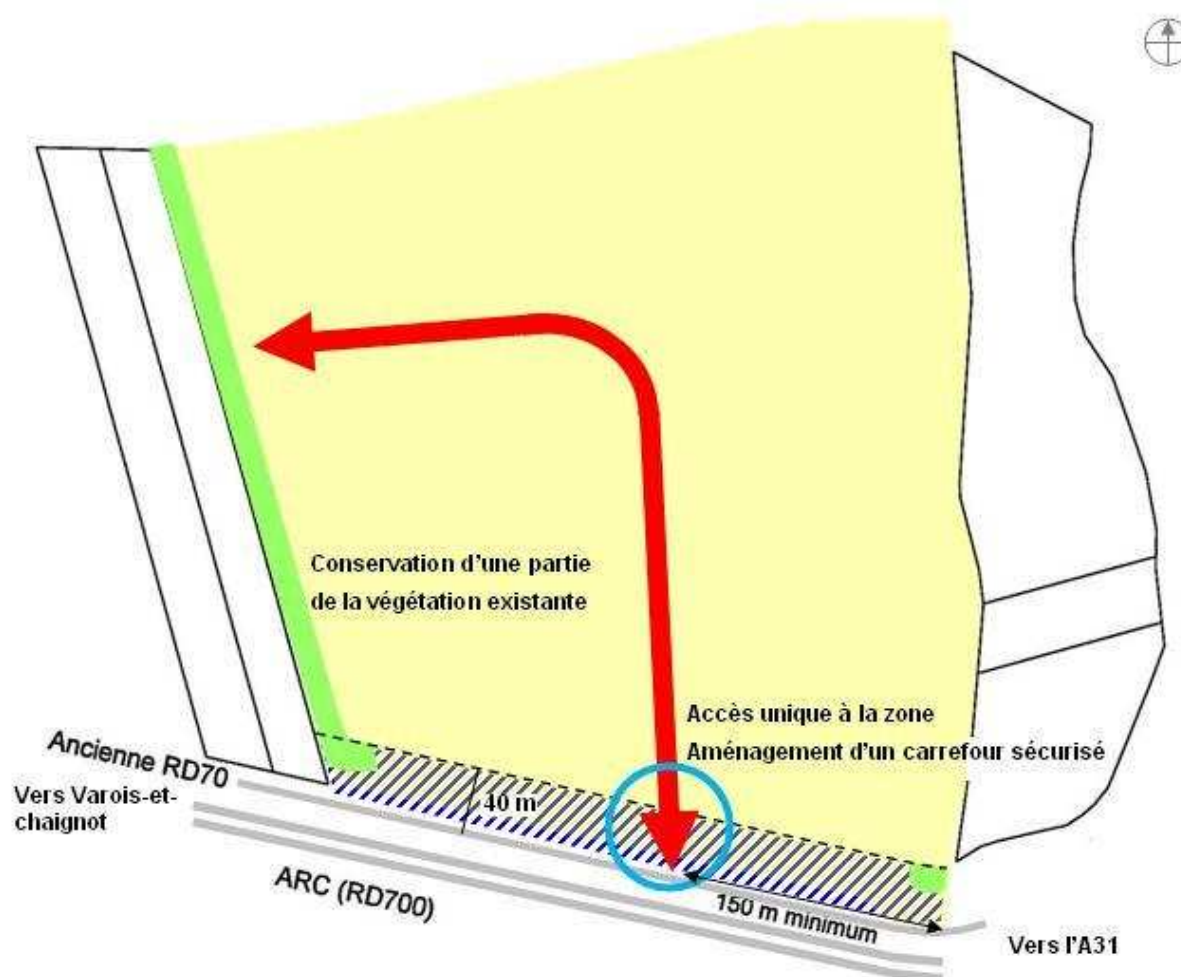 Conservation d'une partie
de la végétation existante
Accès unique à la zone
Aménagement d'un carrefour sécurisé
Ancienne RD70
Vers Varois-et-
chaignot
40 m
ARC (RD700)
150 m minimum
Vers l'A31